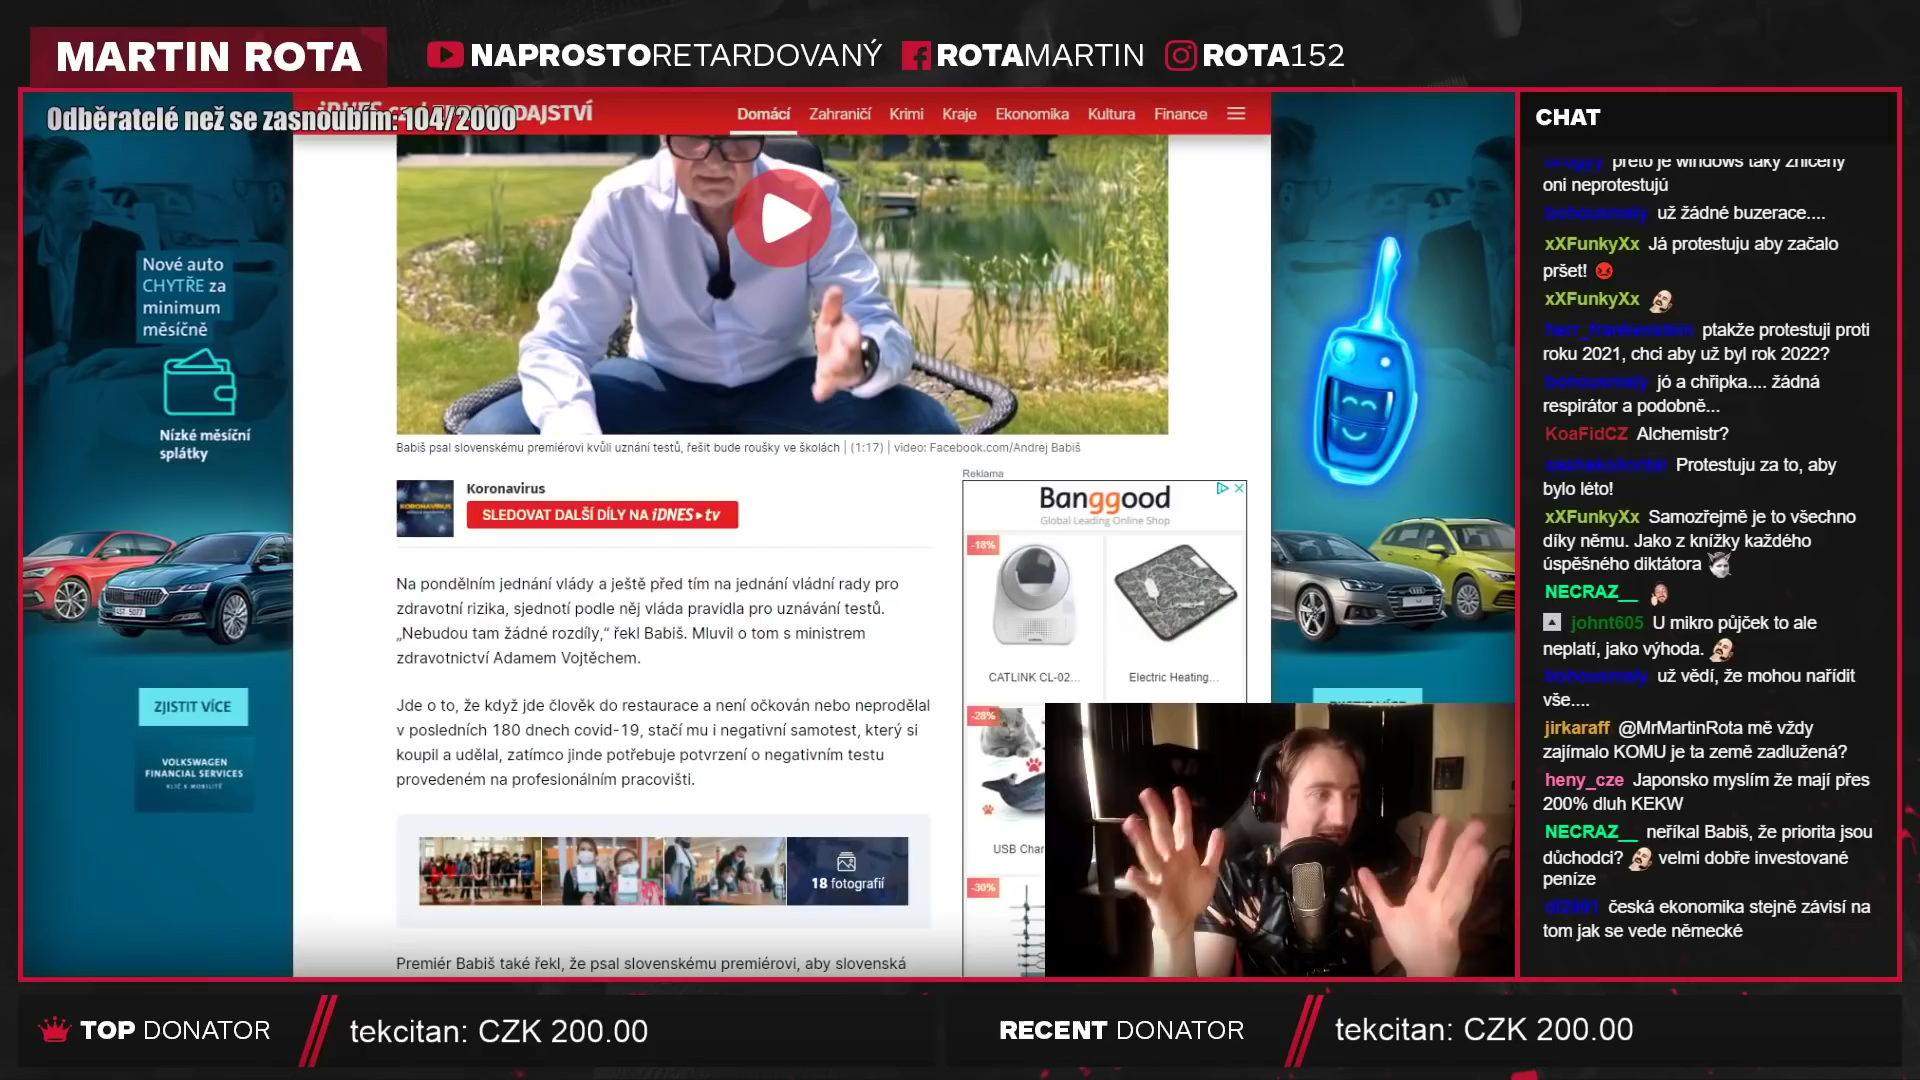 MARTIN ROTA
NAPROSTORETARDOVANÝ
ROTAMARTIN
ROTA152
Odběratelé než se zasnoubím: 104/2000
Domácí Zahraničí Krimi Kraje Ekonomika Kultura Finance
Nové auto
CHYTŘE za
minimum
měsíčně
Nízké měsíční
splátky
ZJISTIT VÍCE
VOLKSWAGEN
FINANCIAL SERVICES
KLÍČ K MOBILITĚ
Babiš psal slovenskému premiérovi kvůli uznání testů, řešit bude roušky ve školách | (1:17) | video: Facebook.com/Andrej Babiš
Koronavirus
SLEDOVAT DALŠÍ DÍLY NA iDNES tv
Na pondělním jednání vlády a ještě před tím na jednání vládní rady pro
zdravotní rizika, sjednotí podle něj vláda pravidla pro uznávání testů.
„Nebudou tam žádné rozdíly,“ řekl Babiš. Mluvil o tom s ministrem
zdravotnictví Adamem Vojtěchem.
Jde o to, že když jde člověk do restaurace a není očkován nebo neprodělal
v posledních 180 dnech covid-19, stačí mu i negativní samotest, který si
koupil a udělal, zatímco jinde potřebuje potvrzení o negativním testu
provedeném na profesionálním pracovišti.
18 fotografií
Premiér Babiš také řekl, že psal slovenskému premiérovi, aby slovenská
Reklama
Banggood
Global Leading Online Shop
-18%
CATLINK CL-02...
Electric Heating...
-28%
USB Char
-30%
CHAT
preto je windows taký zničený
oni neprotestujú
bohousmaly už žádné buzerace....
xXFunkyXx Já protestuju aby začalo
pršet!
xXFunkyXx
herr_frankenstein ptakže protestuji proti
roku 2021, chci aby už byl rok 2022?
bohousmaly jó a chřipka.... žádná
respirátor a podobně...
KoaFidCZ Alchemistr?
Protestuju za to, aby
bylo léto!
xXFunkyXx Samozřejmě je to všechno
díky němu. Jako z knížky každého
úspěšného diktátora
NECRAZ__
johnt605 U mikro půjček to ale
neplatí, jako výhoda.
bohousmaly už vědí, že mohou nařídit
vše....
jirkaraff @MrMartinRota mě vždy
zajímalo KOMU je ta země zadlužená?
heny_cze Japonsko myslím že mají přes
200% dluh KEKW
NECRAZ__ neříkal Babiš, že priorita jsou
důchodci? velmi dobře investované
peníze
dl2991 česká ekonomika stejně závisí na
tom jak se vede německé
TOP DONATOR
tekcitan: CZK 200.00
RECENT DONATOR
tekcitan: CZK 200.00